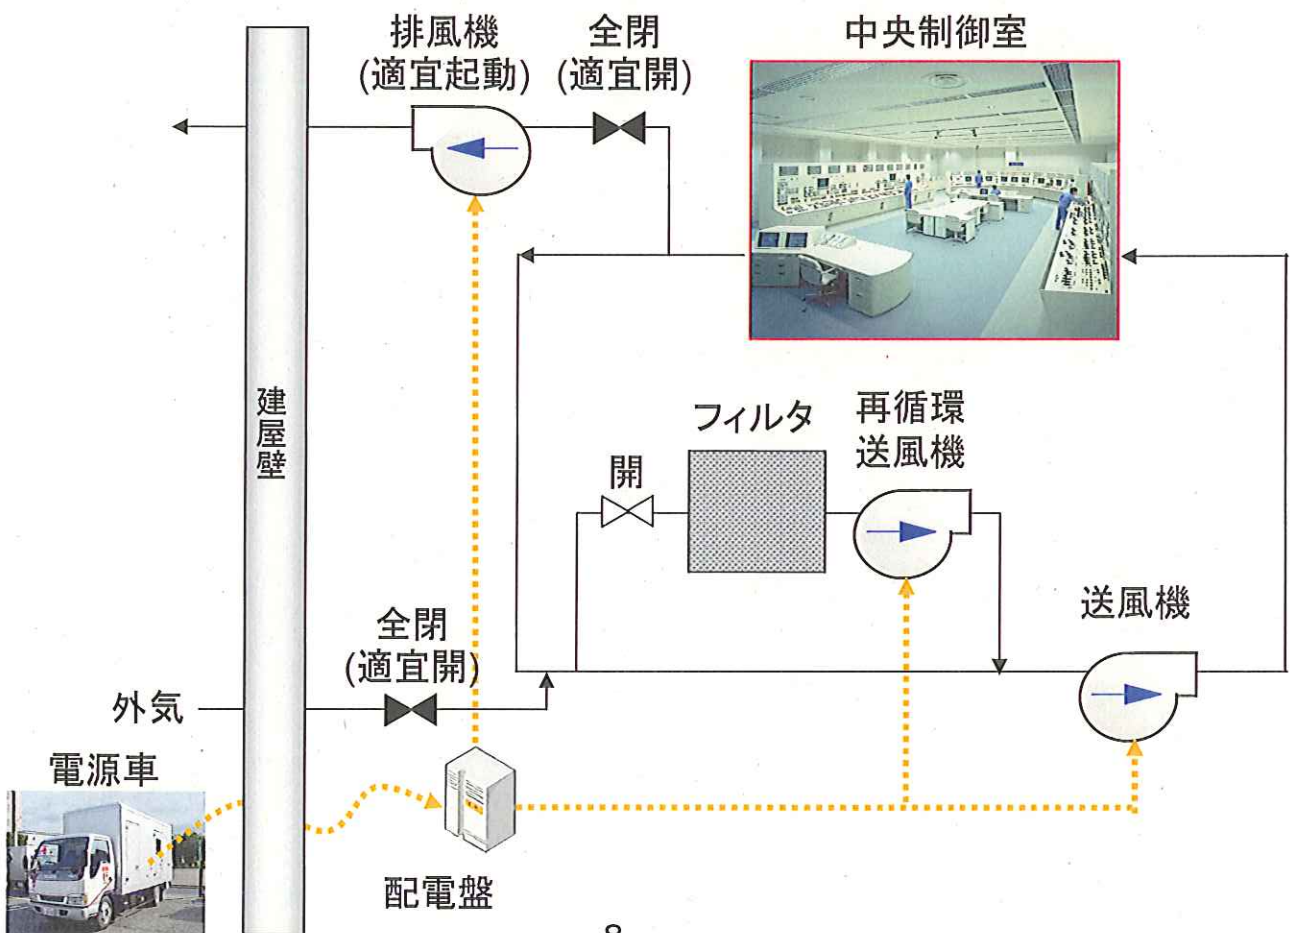 排風機
(適宜起動)
全閉
(適宜開)
中央制御室
建屋壁
フィルタ
再循環
送風機
開
送風機
全閉
(適宜開)
外気
電源車
配電盤
8